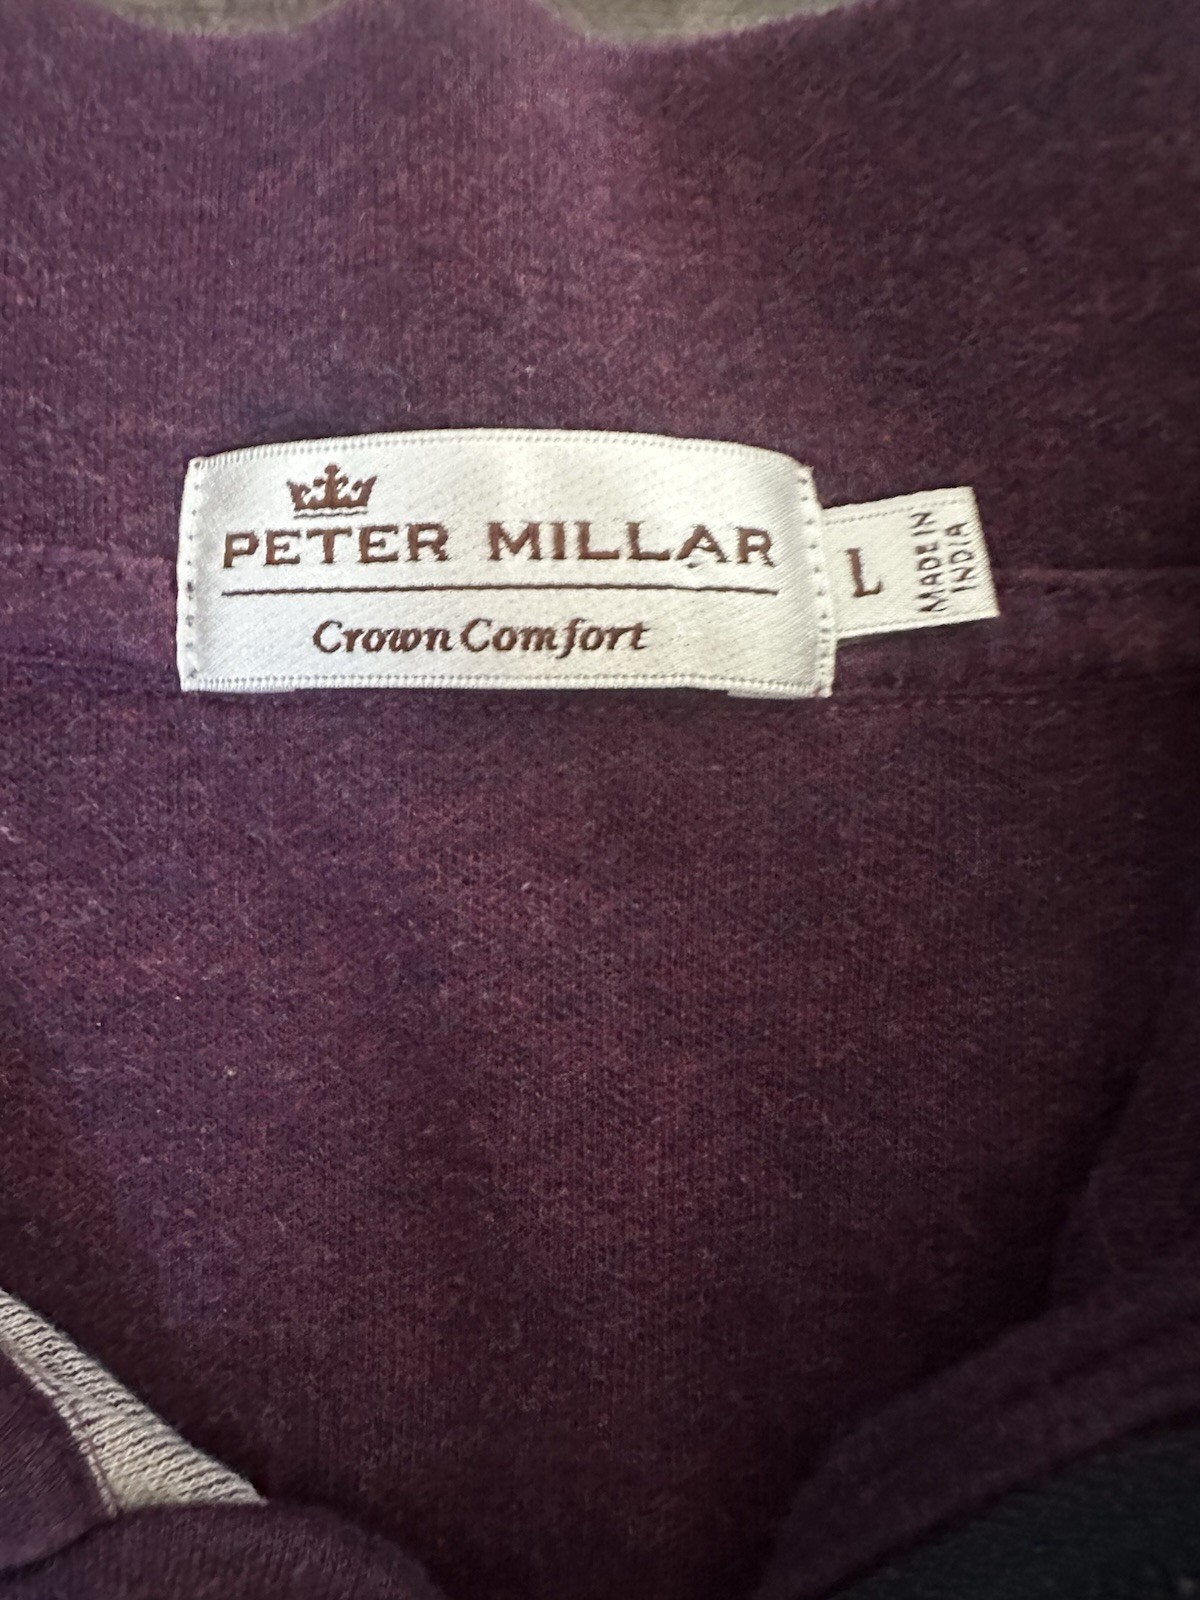 PETER MILLAR
Crown Comfort
L
MADE IN
INDIA